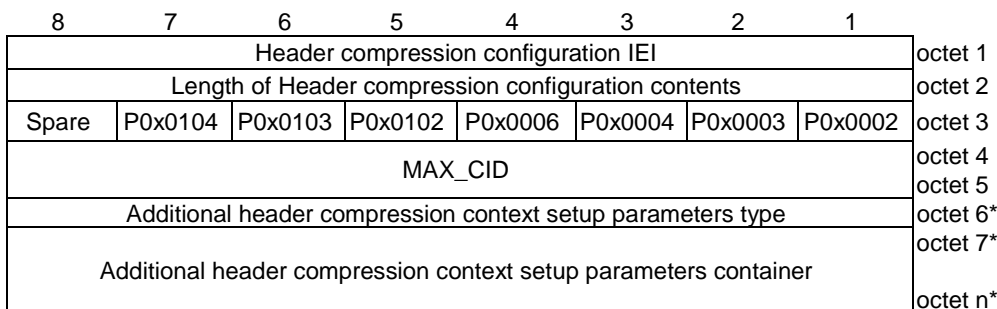 8 7 6 5 4 3 2 1
Header compression configuration IEI octet 1
Length of Header compression configuration contents octet 2
Spare P0x0104 P0x0103 P0x0102 P0x0006 P0x0004 P0x0003 P0x0002 octet 3
MAX_CID octet 4
octet 5
Additional header compression context setup parameters type octet 6*
octet 7*
Additional header compression context setup parameters container
octet n*